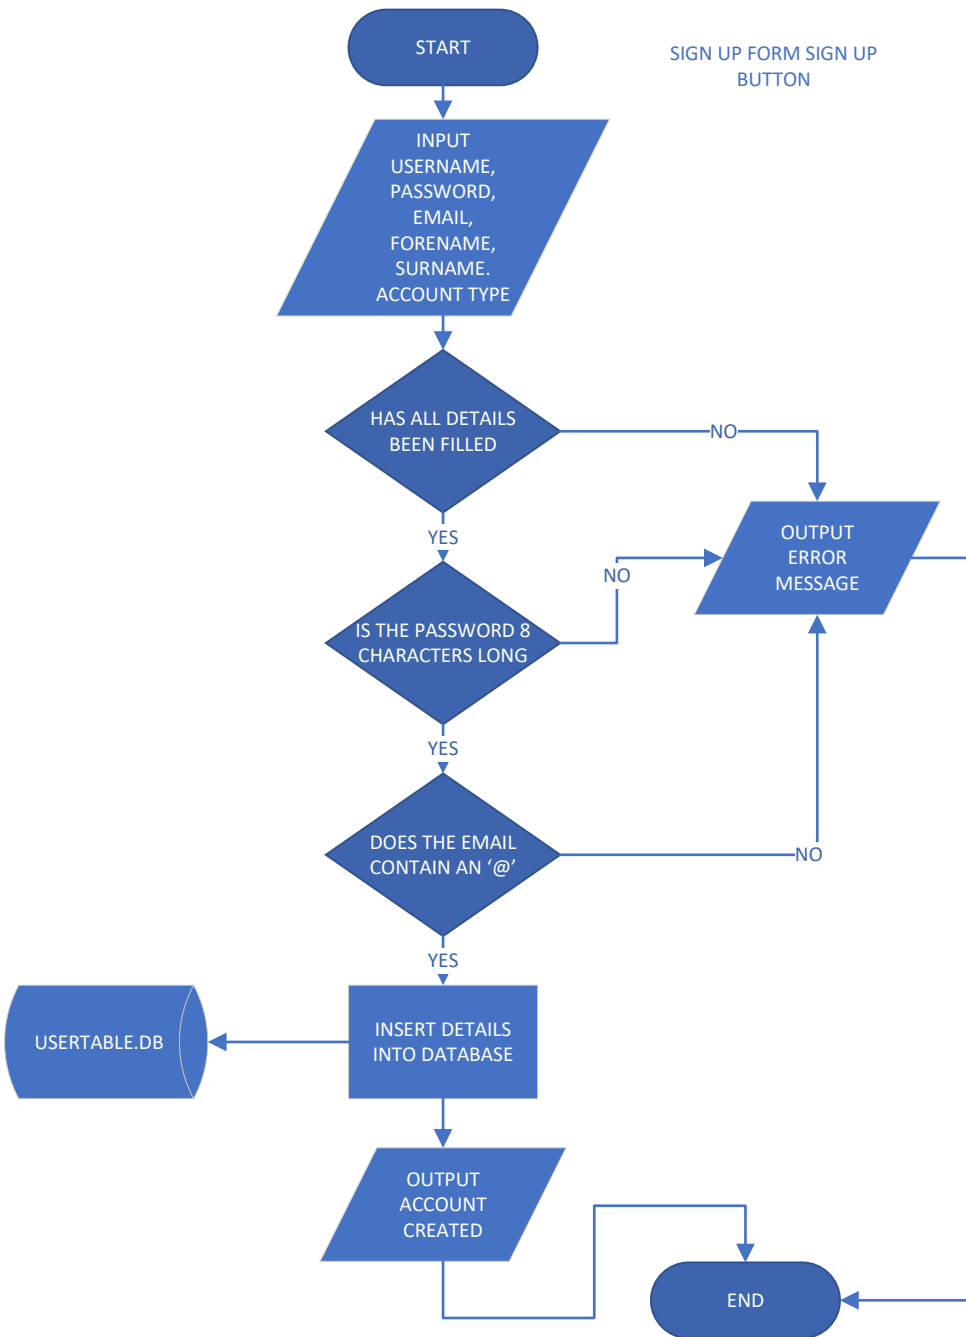 START
SIGN UP FORM SIGN UP
BUTTON
INPUT
USERNAME,
PASSWORD,
EMAIL,
FORENAME,
SURNAME.
ACCOUNT TYPE
HAS ALL DETAILS
BEEN FILLED
NO
YES
OUTPUT
ERROR
MESSAGE
NO
IS THE PASSWORD 8
CHARACTERS LONG
YES
DOES THE EMAIL
CONTAIN AN ‘@’
NO
YES
INSERT DETAILS
INTO DATABASE
USERTABLE.DB
OUTPUT
ACCOUNT
CREATED
END